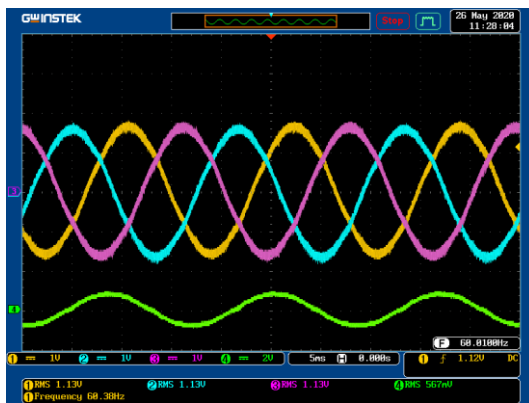 GWINSTEK
Stop
26 May 2020
11:28:04
3
4
F 60.0100Hz
1 1V 2 1V 3 1V 4 2V 5ms H 0.000s 1 1.12V DC
1 RMS 1.13V 2 RMS 1.13V 3 RMS 1.13V 4 RMS 567mV
1 Frequency 60.38Hz